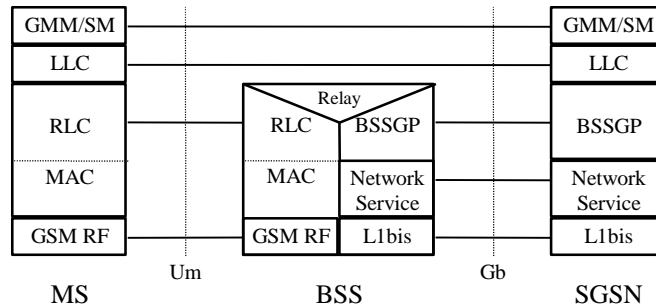 GMM/SM GMM/SM
LLC LLC
Relay
RLC RLC BSSGP BSSGP
MAC MAC Network Service Network Service
GSM RF GSM RF L1bis L1bis
Um Gb
MS BSS SGSN